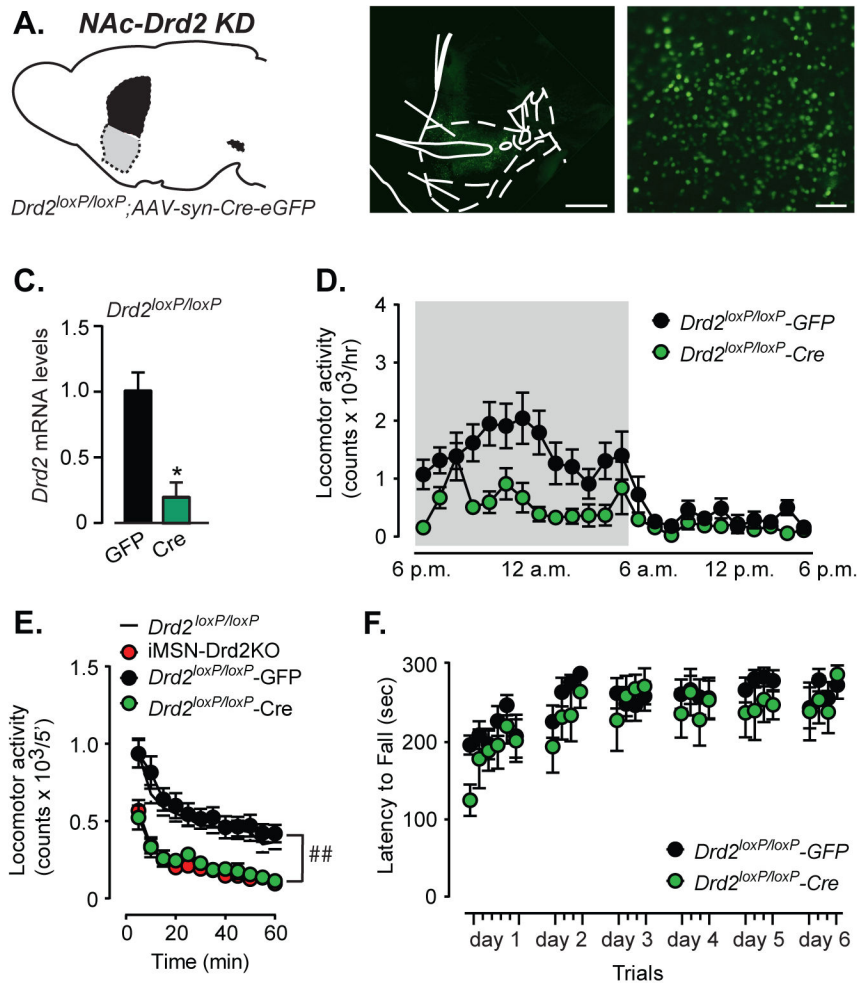 A.
NAc-Drd2 KD
Drd2loxP/loxP;AAV-syn-Cre-eGFP
C.
Drd2loxP/loxP
Drd2 mRNA levels
1.5
1.0
0.5
0
*
GFP
Cre
D.
Locomotor activity
(counts x 10³/hr)
4
3
2
1
0
Drd2loxP/loxP-GFP
Drd2loxP/loxP-Cre
6 p.m.
12 a.m.
6 a.m.
12 p.m.
6 p.m.
E.
Drd2loxP/loxP
iMSN-Drd2KO
Drd2loxP/loxP-GFP
Drd2loxP/loxP-Cre
Locomotor activity
(counts x 10³/5')
1.5
1.0
0.5
0
##
0
20
40
60
Time (min)
F.
Latency to Fall (sec)
300
200
100
0
Drd2loxP/loxP-GFP
Drd2loxP/loxP-Cre
day 1
day 2
day 3
day 4
day 5
day 6
Trials